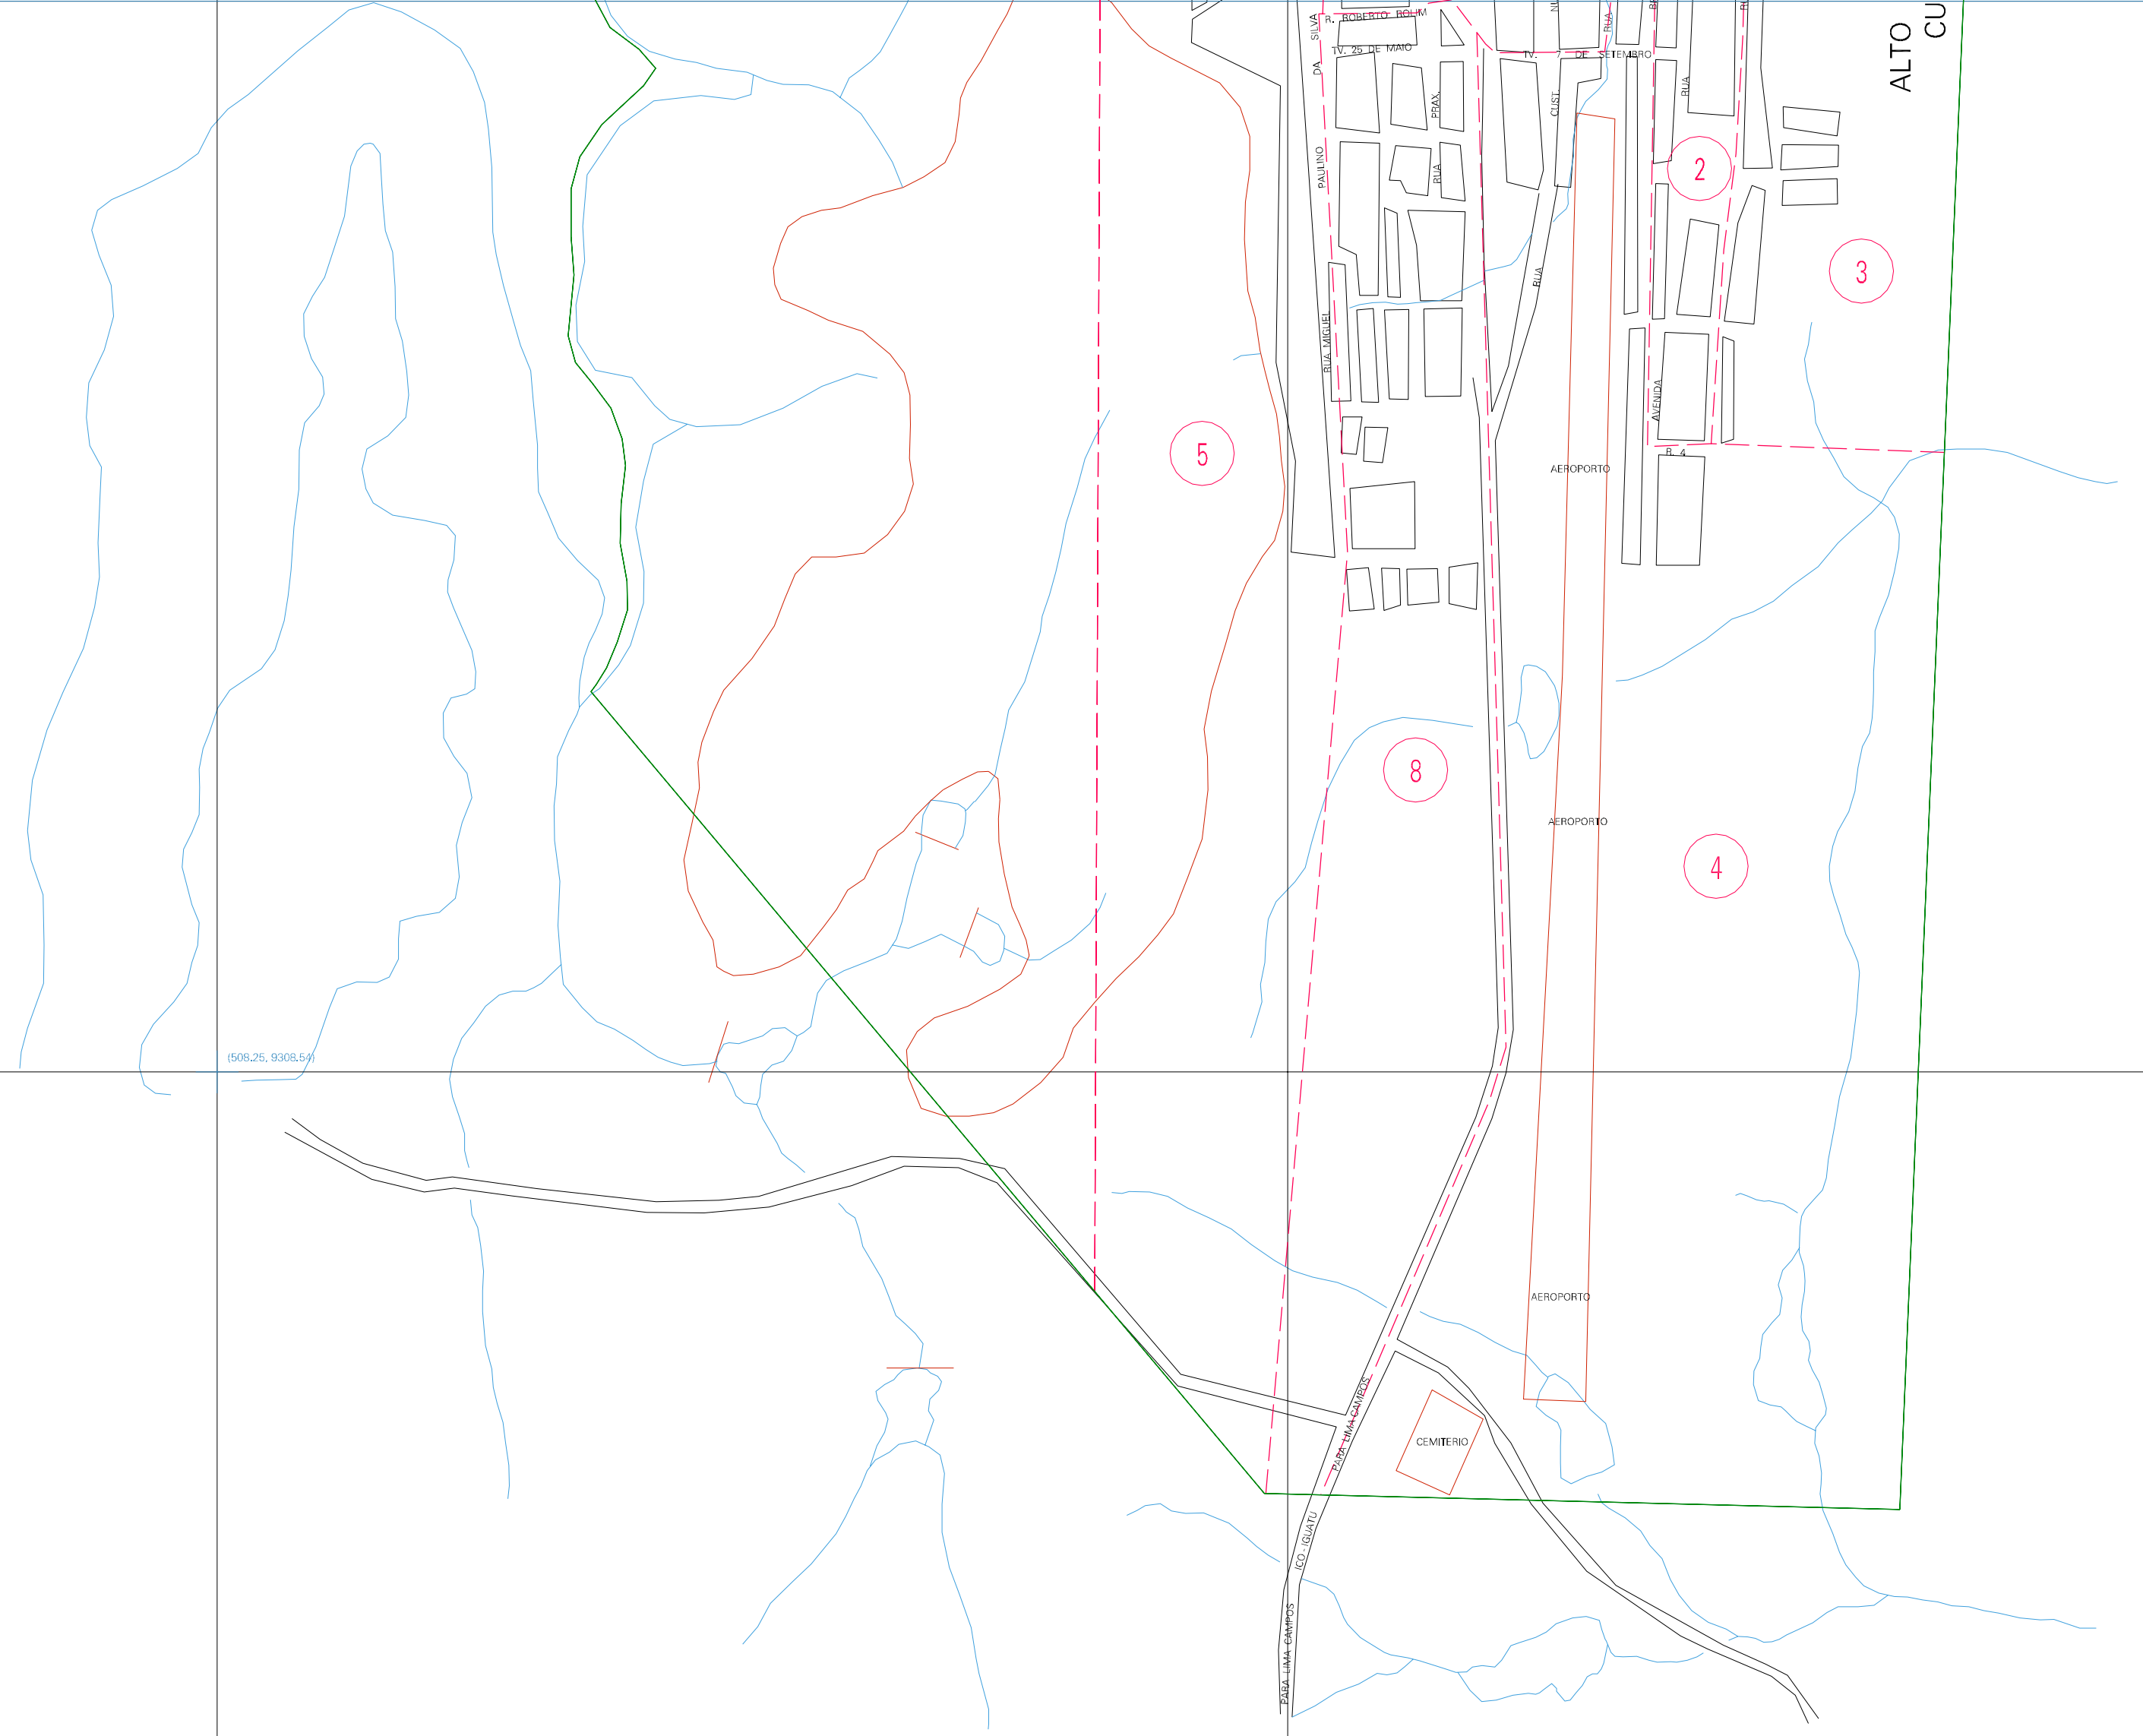 R. ROBERTO ROLIM
TV. 25 DE MAIO
TV. 7 DE SETEMBRO
RUA MIGUEL PAULINO DA SILVA
RUA PRAX.
RUA CUST.
RUA
RUA
ALTO
CU
2
3
5
AVENIDA
R. 4
AEROPORTO
8
AEROPORTO
4
(508.25, 9308.54)
AEROPORTO
PARA LIMA CAMPOS
CEMITERIO
ICO - IGUATU
PARA LIMA CAMPOS